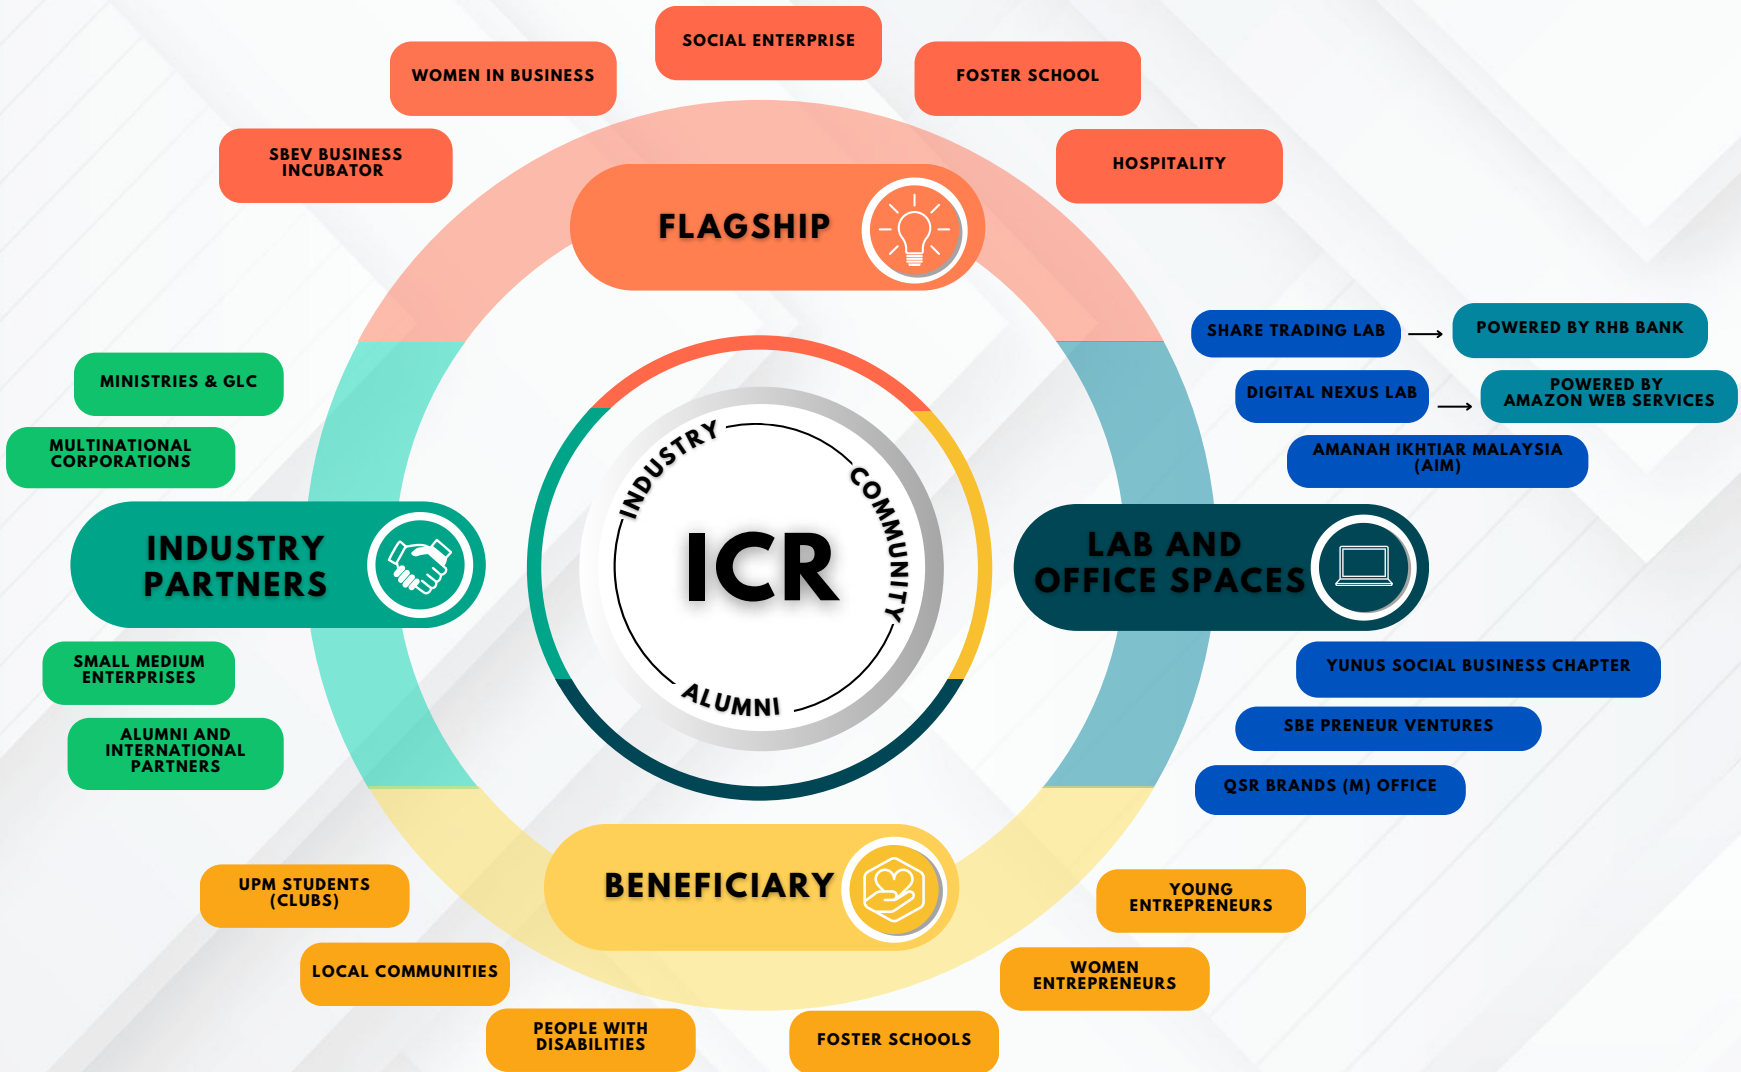 SOCIAL ENTERPRISE
WOMEN IN BUSINESS
FOSTER SCHOOL
SBEV BUSINESS
INCUBATOR
HOSPITALITY
FLAGSHIP
SHARE TRADING LAB
POWERED BY RHB BANK
DIGITAL NEXUS LAB
POWERED BY
AMAZON WEB SERVICES
AMANAH IKHTIAR MALAYSIA
(AIM)
MINISTRIES & GLC
MULTINATIONAL
CORPORATIONS
INDUSTRY
PARTNERS
INDUSTRY
COMMUNITY
ALUMNI
ICR
LAB AND
OFFICE SPACES
SMALL MEDIUM
ENTERPRISES
ALUMNI AND
INTERNATIONAL
PARTNERS
YUNUS SOCIAL BUSINESS CHAPTER
SBE PRENEUR VENTURES
QSR BRANDS (M) OFFICE
BENEFICIARY
UPM STUDENTS
(CLUBS)
LOCAL COMMUNITIES
PEOPLE WITH
DISABILITIES
FOSTER SCHOOLS
WOMEN
ENTREPRENEURS
YOUNG
ENTREPRENEURS